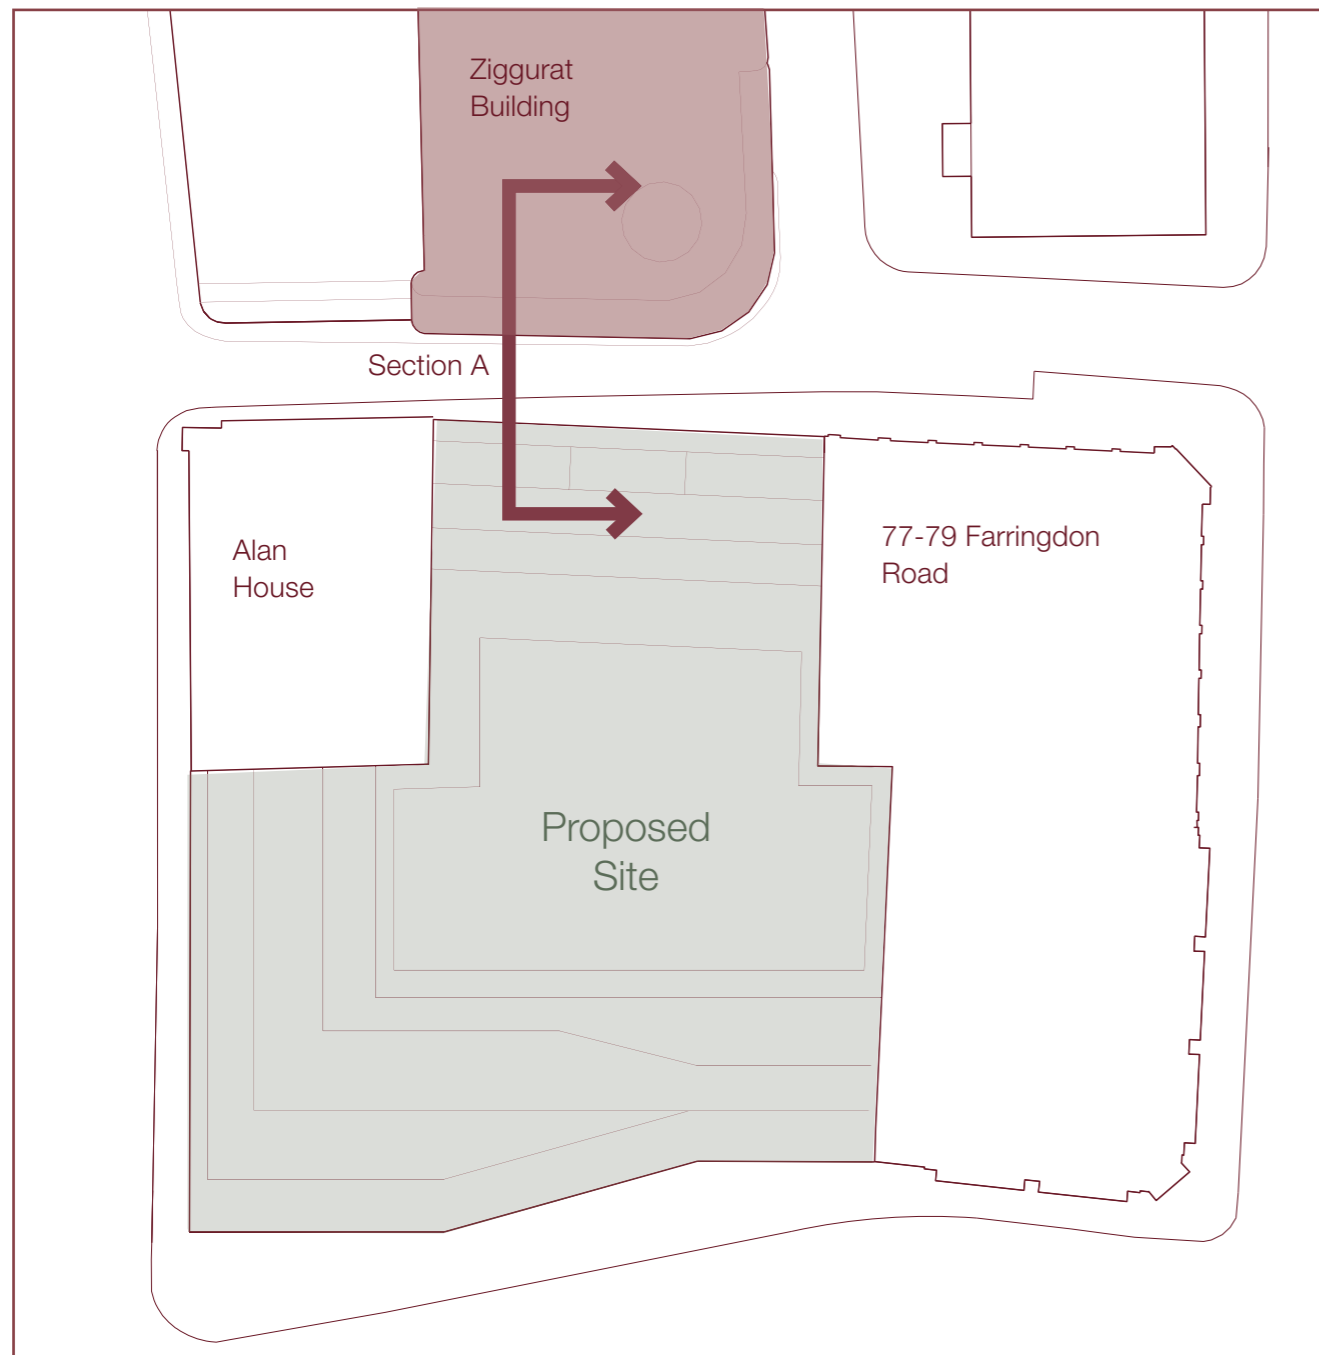 Ziggurat
Building
Section A
Alan
House
77-79 Farringdon
Road
Proposed
Site